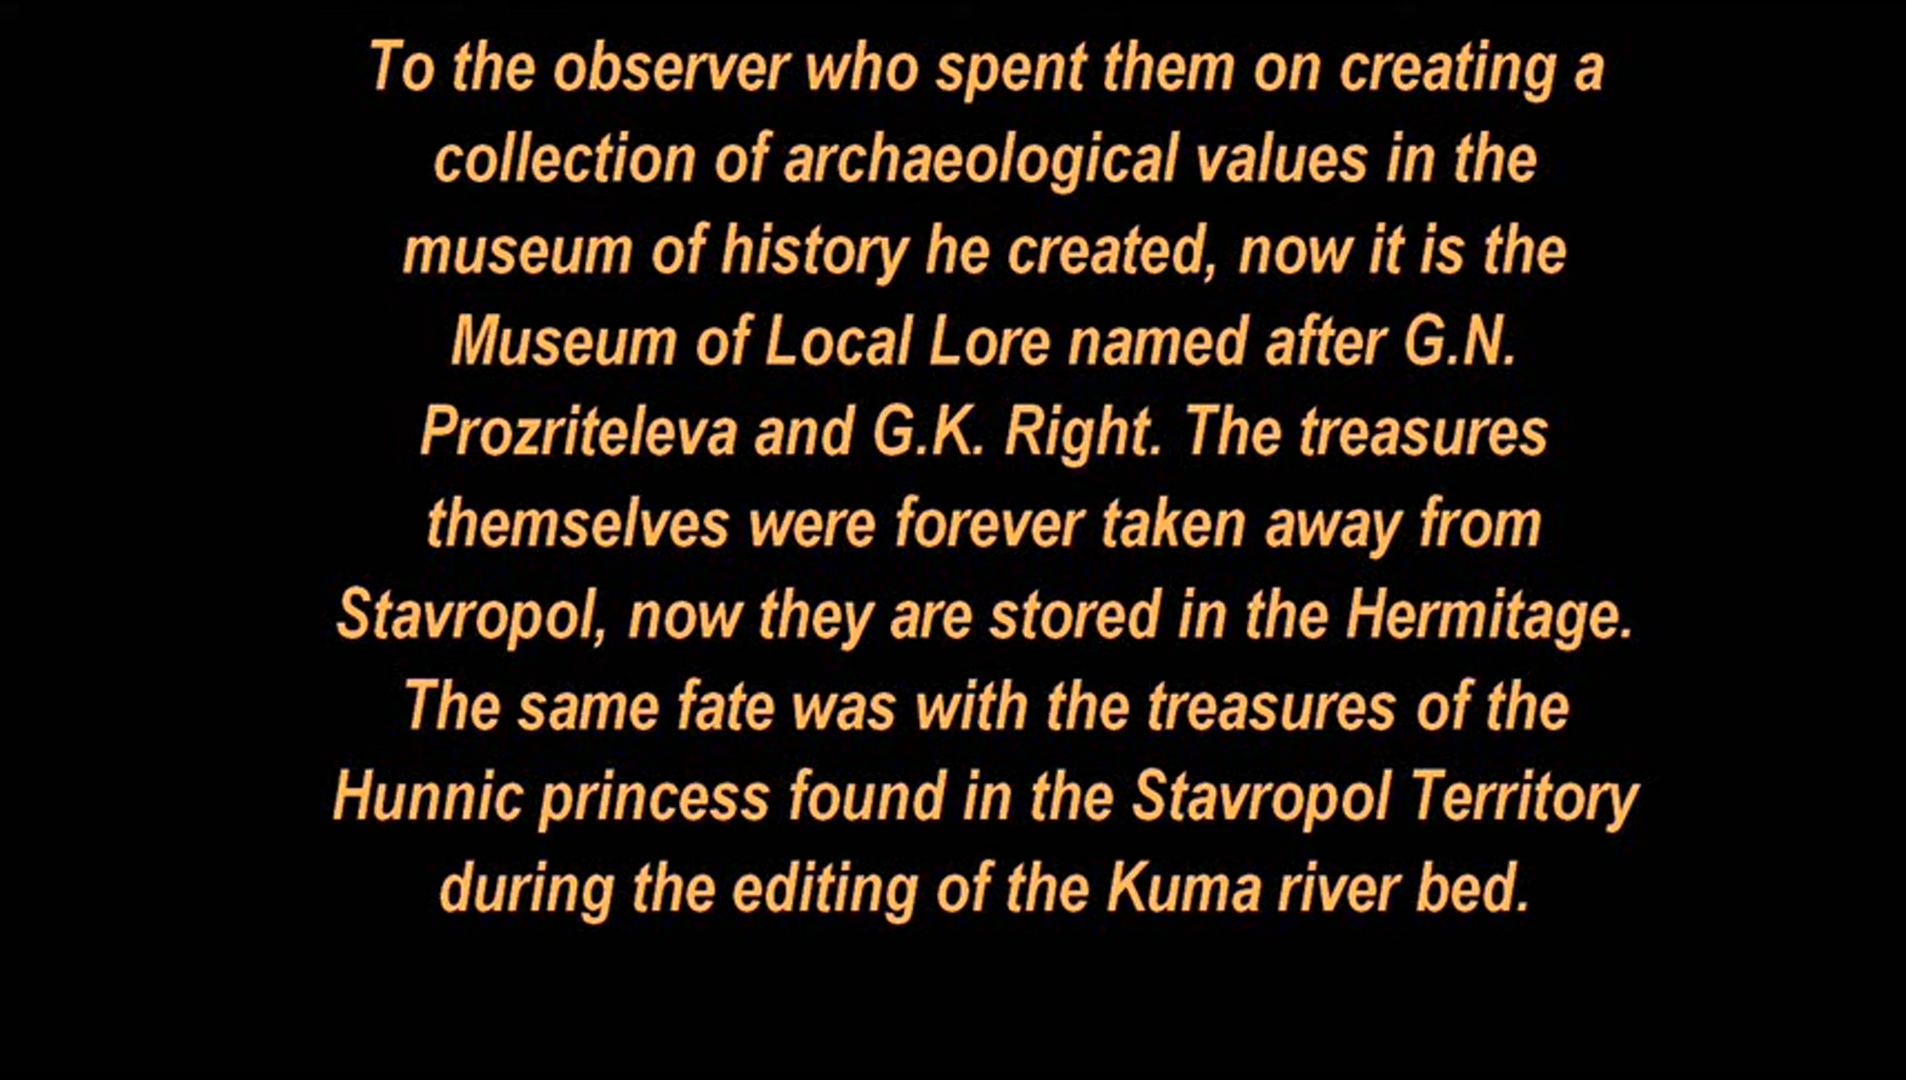 To the observer who spent them on creating a
collection of archaeological values in the
museum of history he created, now it is the
Museum of Local Lore named after G.N.
Prozriteleva and G.K. Right. The treasures
themselves were forever taken away from
Stavropol, now they are stored in the Hermitage.
The same fate was with the treasures of the
Hunnic princess found in the Stavropol Territory
during the editing of the Kuma river bed.